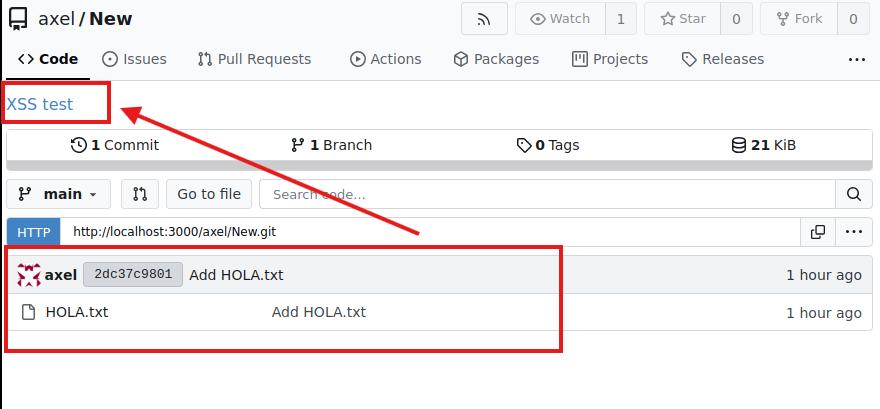 axel / New Watch 1 Star 0 Fork 0
Code Issues Pull Requests Actions Packages Projects Releases
XSS test
1 Commit 1 Branch 0 Tags 21 KiB
main Go to file Search code...
HTTP http://localhost:3000/axel/New.git
axel 2dc37c9801 Add HOLA.txt 1 hour ago
HOLA.txt Add HOLA.txt 1 hour ago